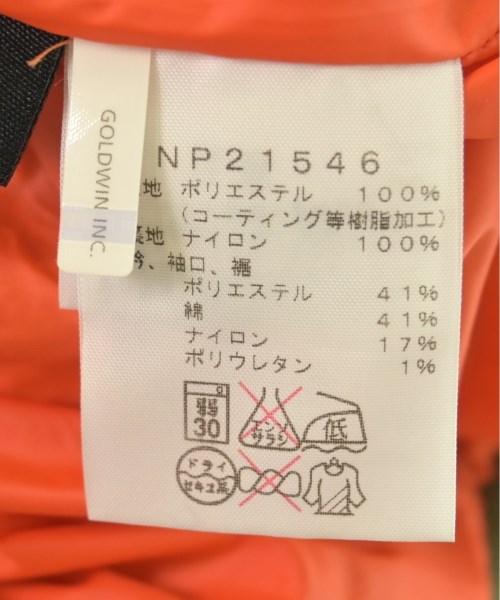 GOLDWIN INC.
NP21546
地 ポリエステル 100%
(コーティング等樹脂加工)
裏地 ナイロン 100%
衿、袖口、裾
ポリエステル 41%
綿 41%
ナイロン 17%
ポリウレタン 1%
弱
30
エンソ
サラシ
低
ドライ
セキユ系